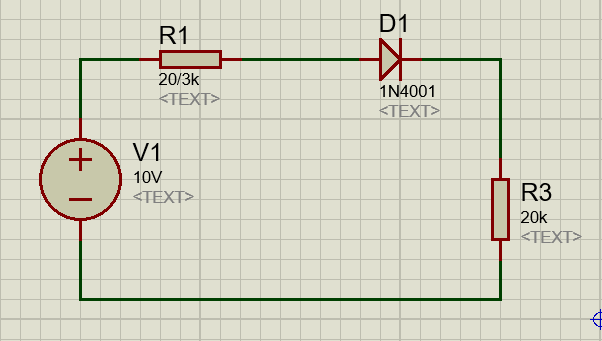 R1
20/3k
<TEXT>
D1
1N4001
<TEXT>
V1
10V
<TEXT>
R3
20k
<TEXT>